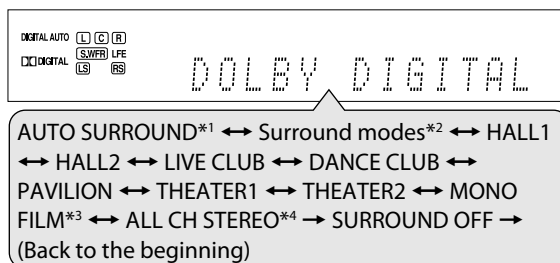 DIGITAL AUTO L C R
DIGITAL S.WFR LFE
LS RS
DOLBY DIGITAL
AUTO SURROUND*1 ↔ Surround modes*2 ↔ HALL1
↔ HALL2 ↔ LIVE CLUB ↔ DANCE CLUB ↔
PAVILION ↔ THEATER1 ↔ THEATER2 ↔ MONO
FILM*3 ↔ ALL CH STEREO*4 → SURROUND OFF →
(Back to the beginning)